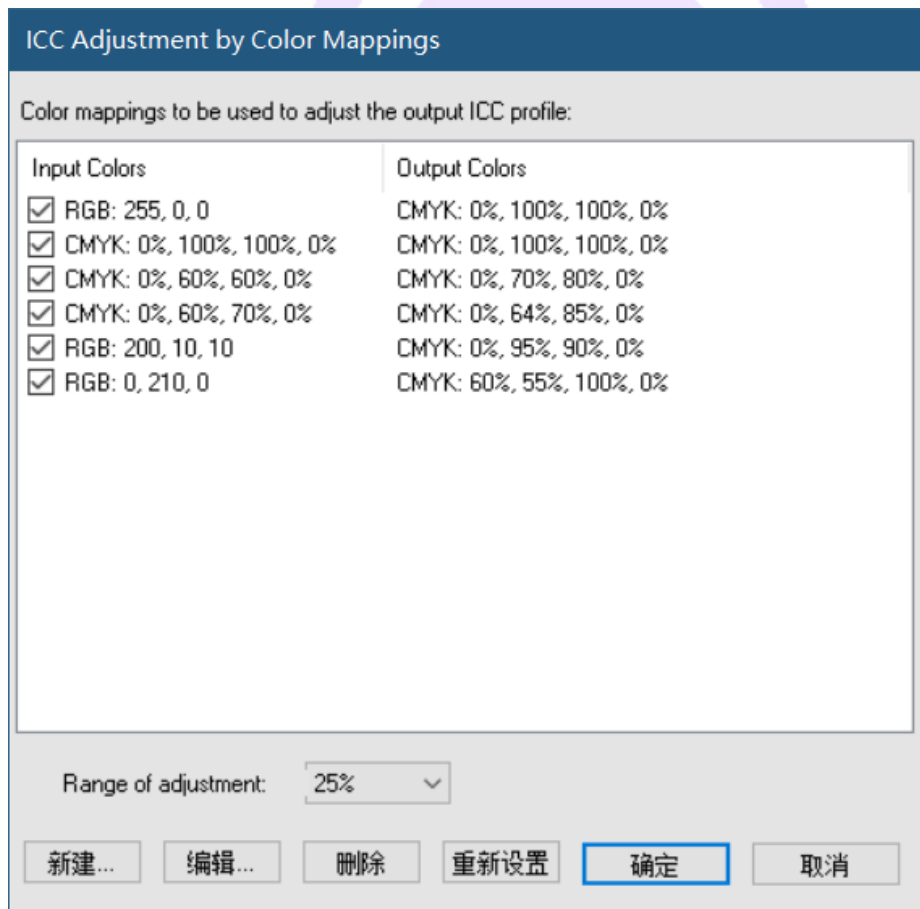 ICC Adjustment by Color Mappings
Color mappings to be used to adjust the output ICC profile:
Input Colors Output Colors
RGB: 255, 0, 0 CMYK: 0%, 100%, 100%, 0%
CMYK: 0%, 100%, 100%, 0% CMYK: 0%, 100%, 100%, 0%
CMYK: 0%, 60%, 60%, 0% CMYK: 0%, 70%, 80%, 0%
CMYK: 0%, 60%, 70%, 0% CMYK: 0%, 64%, 85%, 0%
RGB: 200, 10, 10 CMYK: 0%, 95%, 90%, 0%
RGB: 0, 210, 0 CMYK: 60%, 55%, 100%, 0%
Range of adjustment: 25%
新建... 编辑... 删除 重新设置 确定 取消